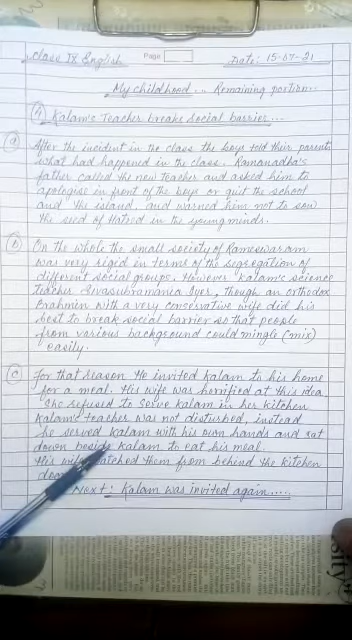 Class IX English Page Date: 15-07-21
My childhood... Remaining portion..
4 Kalam's Teacher breaks Social barrier....
a After the incident in the class the boys told their parents
what had happened in the class. Ramanadha's
father called the new teacher and asked him to
apologise in front of the boys or quit the school
and the island, and warned him not to sow
the seed of Hatred in the young minds.
b On the whole the small society of Rameswaram
was very rigid in terms of the segregation of
different social groups. However Kalam's science
teacher Sivasubramania Iyer, though an orthodox
Brahmin with a very conservative wife did his
best to break social barrier so that people
from various background could mingle (mix)
easily.
c For that reason He invited Kalam to his home
for a meal. His wife was horrified at this idea
She refused to Serve Kalam in her kitchen
Kalam's teacher was not disturbed, instead
he served Kalam with his own hands and sat
down beside Kalam to eat his meal.
His wife watched them from behind the kitchen
Next: Kalam was invited again.....